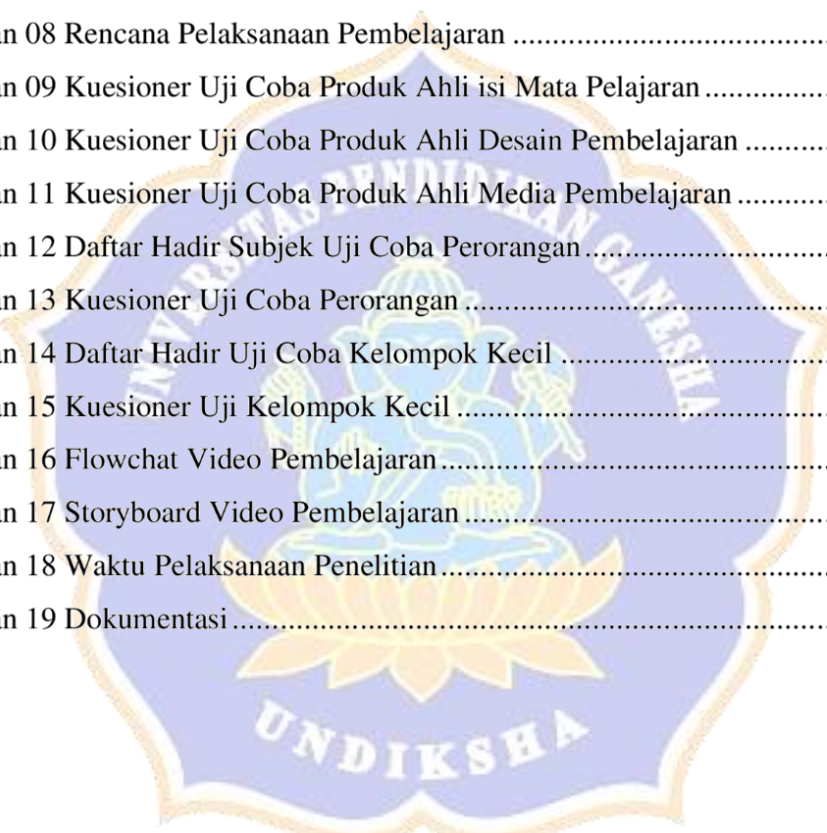 an 08 Rencana Pelaksanaan Pembelajaran ....................................
an 09 Kuesioner Uji Coba Produk Ahli isi Mata Pelajaran ..............
an 10 Kuesioner Uji Coba Produk Ahli Desain Pembelajaran .........
an 11 Kuesioner Uji Coba Produk Ahli Media Pembelajaran ..........
an 12 Daftar Hadir Subjek Uji Coba Perorangan ............................
an 13 Kuesioner Uji Coba Perorangan ..........................................
an 14 Daftar Hadir Uji Coba Kelompok Kecil ..............................
an 15 Kuesioner Uji Kelompok Kecil ...........................................
an 16 Flowchat Video Pembelajaran .............................................
an 17 Storyboard Video Pembelajaran ..........................................
an 18 Waktu Pelaksanaan Penelitian .............................................
an 19 Dokumentasi ........................................................................
UNIVERSITAS PENDIDIKAN GANESHA
UNDIKSHA